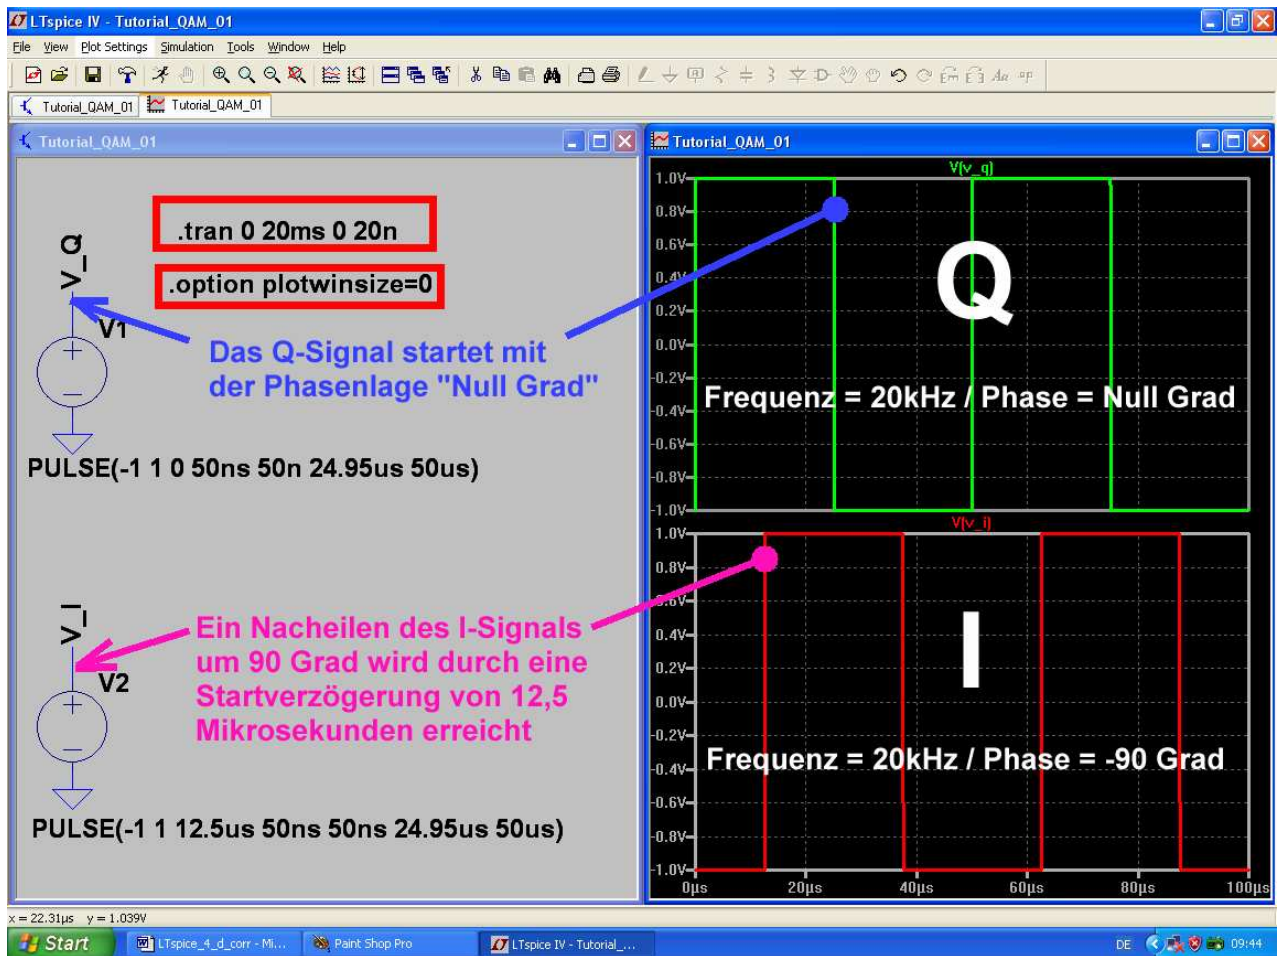 LTspice IV - Tutorial_QAM_01
File View Plot Settings Simulation Tools Window Help
Tutorial_QAM_01 Tutorial_QAM_01
Tutorial_QAM_01
.tran 0 20ms 0 20n
.option plotwinsize=0
V_Q
V1
Das Q-Signal startet mit
der Phasenlage "Null Grad"
PULSE(-1 1 0 50ns 50n 24.95us 50us)
V_I
Ein Nacheilen des I-Signals
um 90 Grad wird durch eine
Startverzögerung von 12,5
Mikrosekunden erreicht
V2
PULSE(-1 1 12.5us 50ns 50ns 24.95us 50us)
Tutorial_QAM_01
V(v_q)
1.0V
0.8V
0.6V
0.4V
0.2V
0.0V
-0.2V
-0.4V
-0.6V
-0.8V
-1.0V
Q
Frequenz = 20kHz / Phase = Null Grad
V(v_i)
1.0V
0.8V
0.6V
0.4V
0.2V
0.0V
-0.2V
-0.4V
-0.6V
-0.8V
-1.0V
I
Frequenz = 20kHz / Phase = -90 Grad
0µs 20µs 40µs 60µs 80µs 100µs
x = 22.31µs y = 1.039V
Start LTspice_4_d_corr - Mi... Paint Shop Pro LTspice IV - Tutorial_... DE 09:44